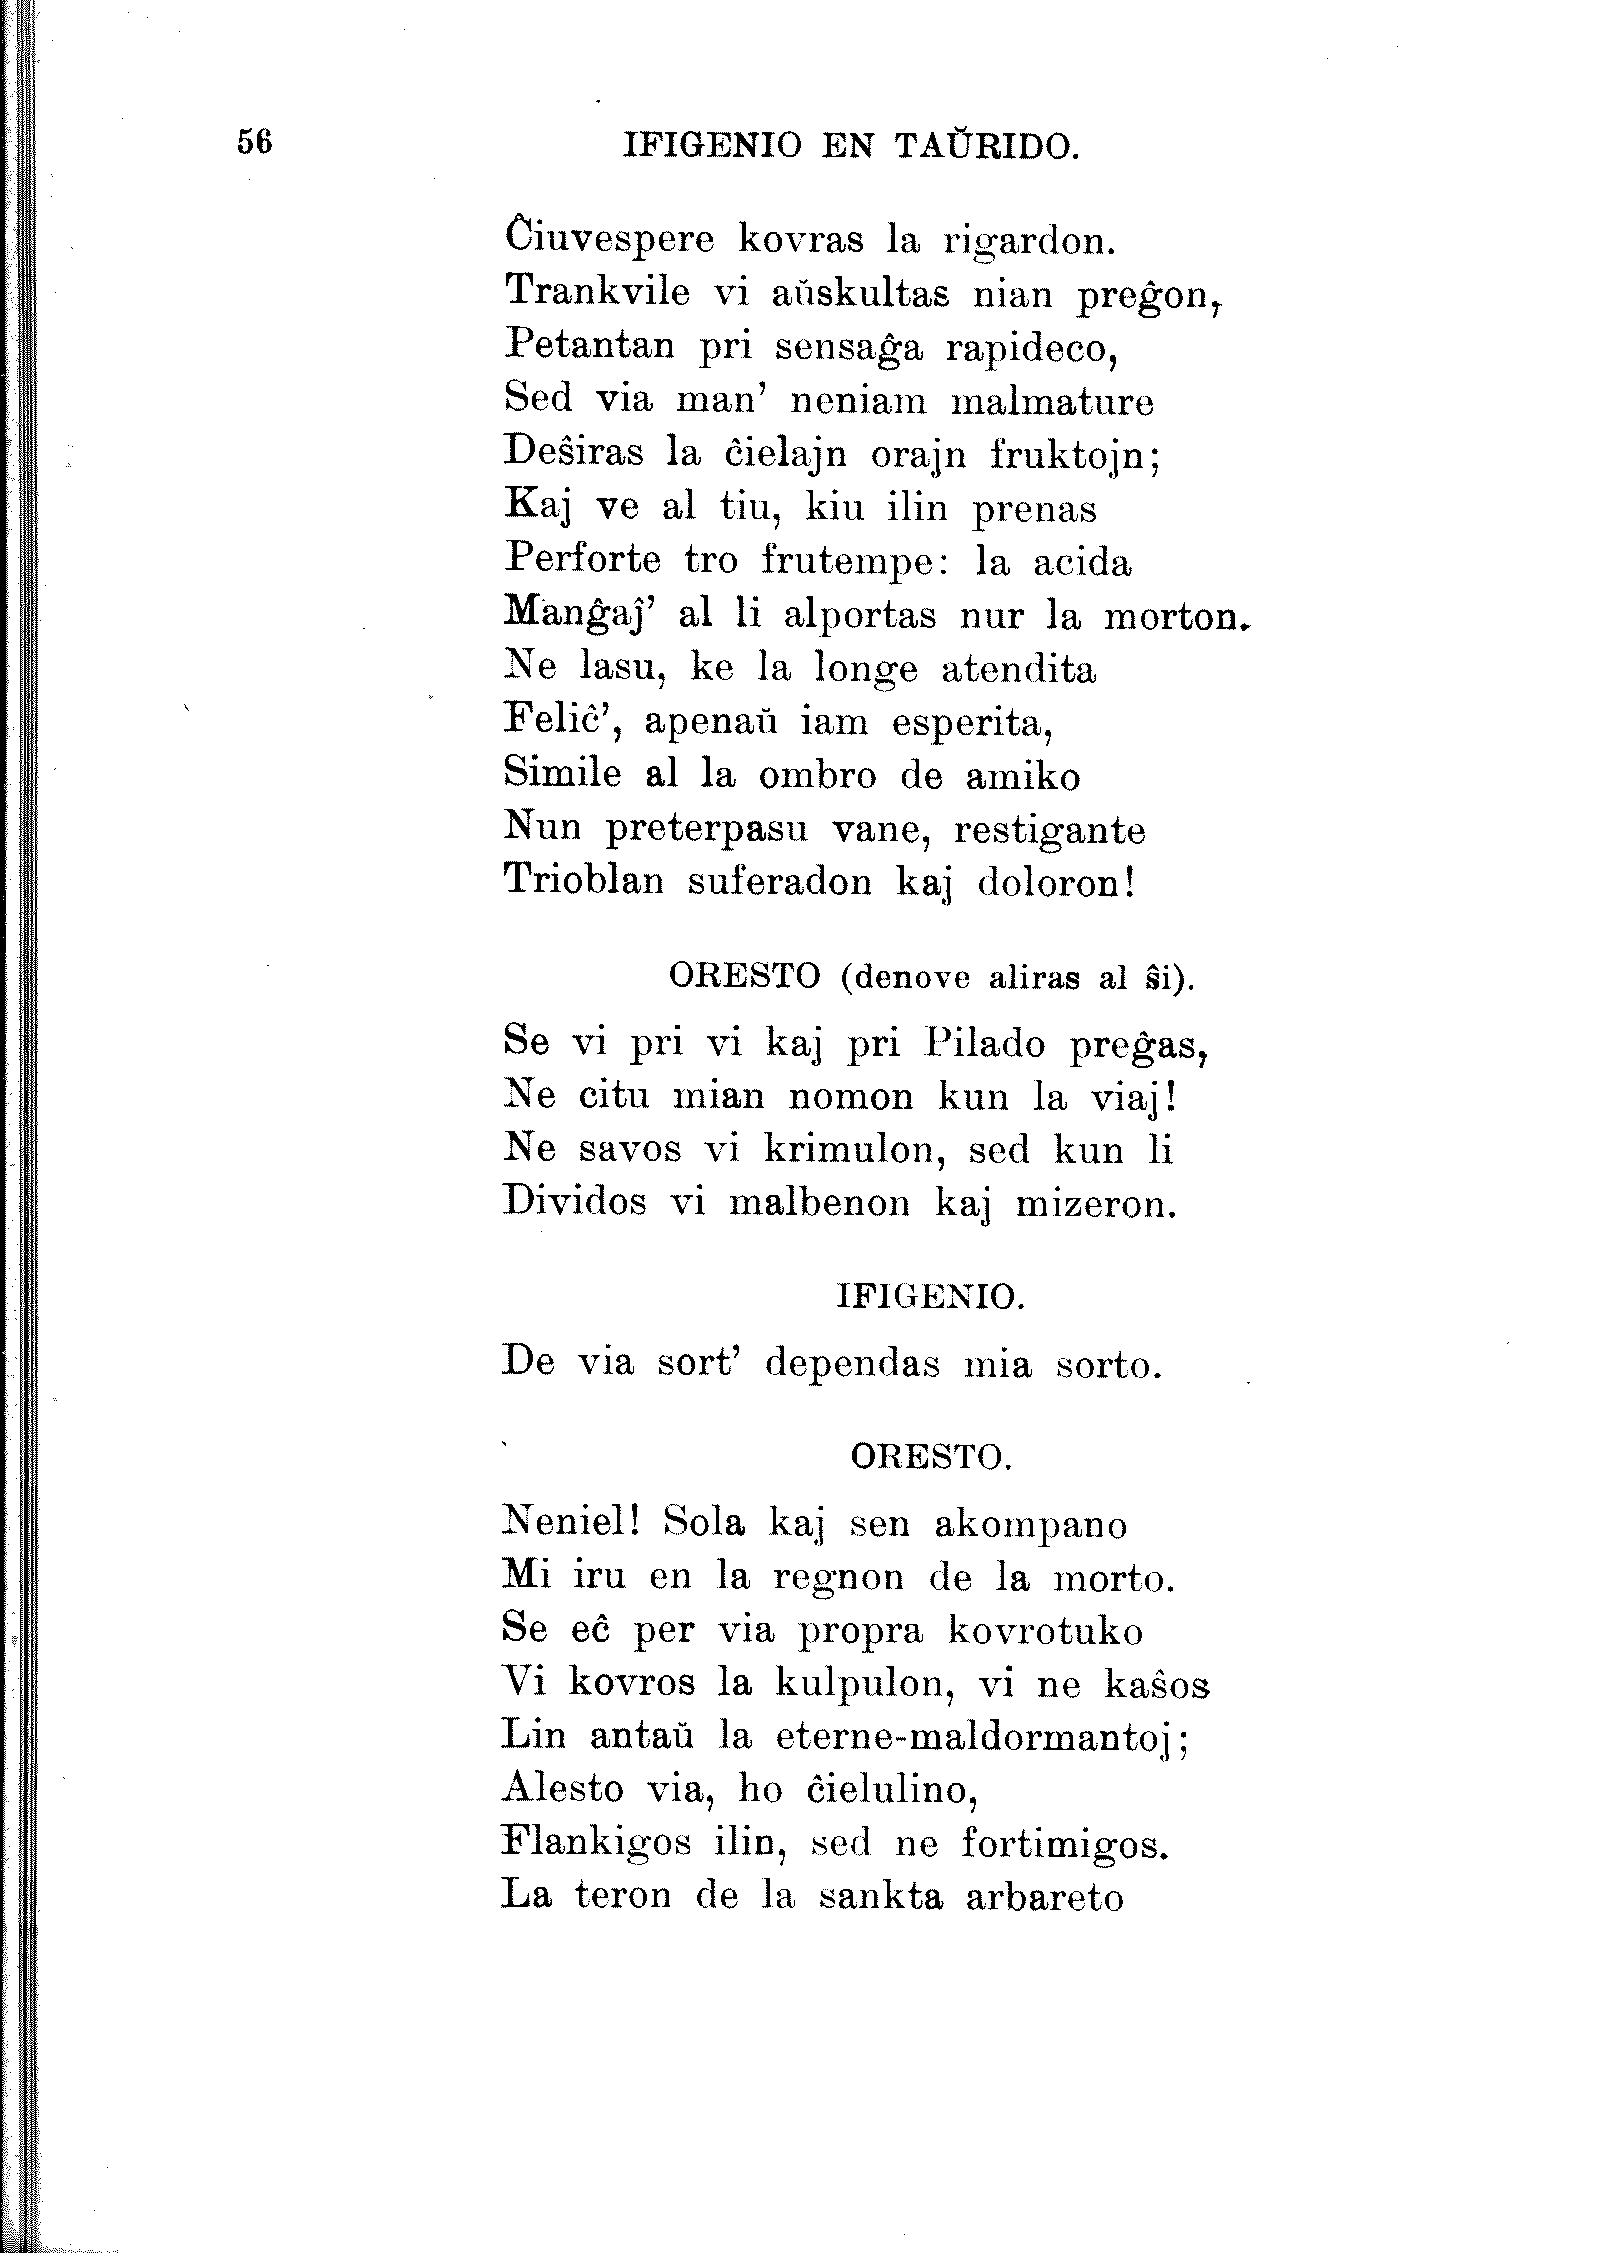 56
IFIGENIO EN TAŬRIDO.
Ĉiuvespere kovras la rigardon.
Trankvile vi aŭskultas nian preĝon,
Petantan pri sensaĝa rapideco,
Sed via man’ neniam malmature
Deŝiras la ĉielajn orajn fruktojn;
Kaj ve al tiu, kiu ilin prenas
Perforte tro frutempe: la acida
Manĝaĵ’ al li alportas nur la morton.
Ne lasu, ke la longe atendita
Feliĉ’, apenaŭ iam esperita,
Simile al la ombro de amiko
Nun preterpasu vane, restigante
Trioblan suferadon kaj doloron!
ORESTO (denove aliras al ŝi).
Se vi pri vi kaj pri Pilado preĝas,
Ne citu mian nomon kun la viaj!
Ne savos vi krimulon, sed kun li
Dividos vi malbenon kaj mizeron.
IFIGENIO.
De via sort’ dependas mia sorto.
ORESTO.
Neniel! Sola kaj sen akompano
Mi iru en la regnon de la morto.
Se eĉ per via propra kovrotuko
Vi kovros la kulpulon, vi ne kaŝos
Lin antaŭ la eterne-maldormantoj;
Alesto via, ho ĉielulino,
Flankigos ilin, sed ne fortimigos.
La teron de la sankta arbareto